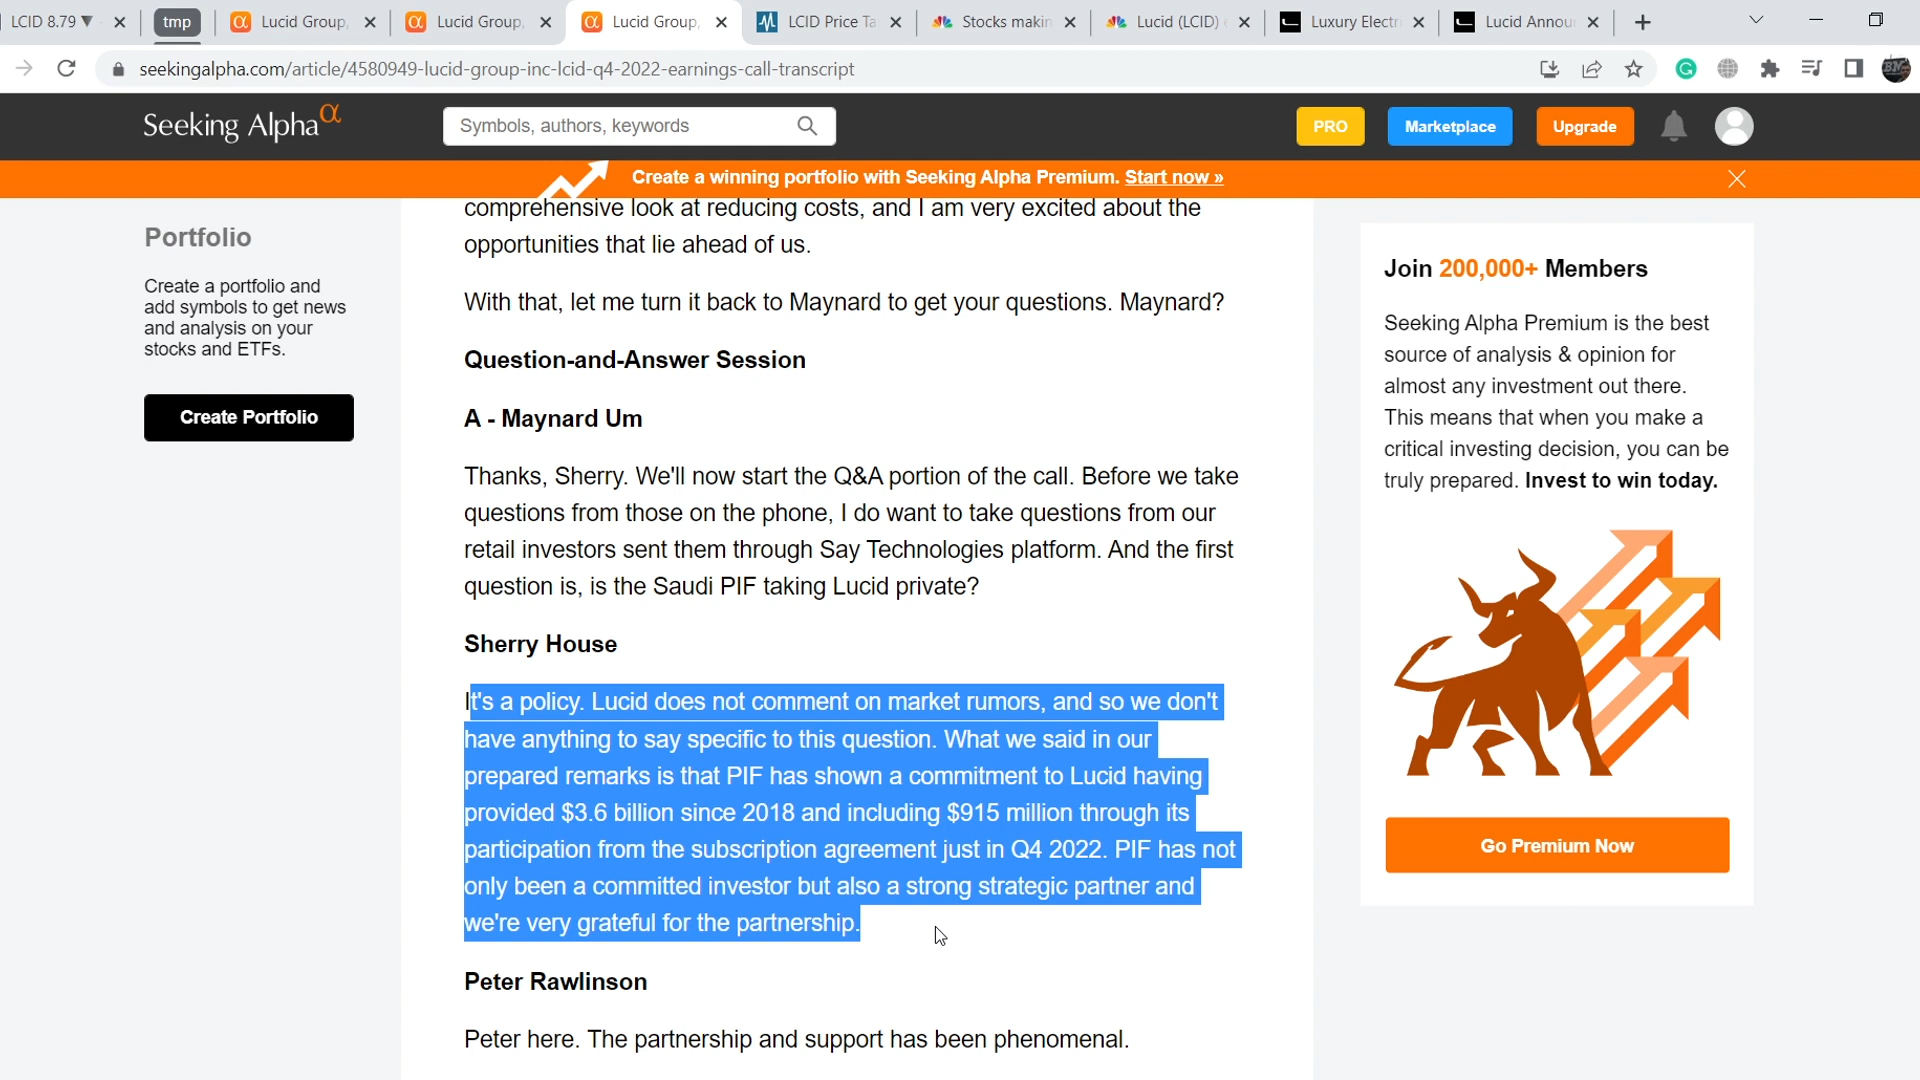 LCID 8.79 ▼
tmp
Lucid Group,
Lucid Group,
Lucid Group,
LCID Price Ta
Stocks makin
Lucid (LCID) e
Luxury Electr
Lucid Annou
seekingalpha.com/article/4580949-lucid-group-inc-lcid-q4-2022-earnings-call-transcript
Seeking Alpha α
Symbols, authors, keywords
PRO
Marketplace
Upgrade
Create a winning portfolio with Seeking Alpha Premium. Start now »
Portfolio
Create a portfolio and
add symbols to get news
and analysis on your
stocks and ETFs.
Create Portfolio
comprehensive look at reducing costs, and I am very excited about the
opportunities that lie ahead of us.
With that, let me turn it back to Maynard to get your questions. Maynard?
Question-and-Answer Session
A - Maynard Um
Thanks, Sherry. We'll now start the Q&A portion of the call. Before we take
questions from those on the phone, I do want to take questions from our
retail investors sent them through Say Technologies platform. And the first
question is, is the Saudi PIF taking Lucid private?
Sherry House
It's a policy. Lucid does not comment on market rumors, and so we don't
have anything to say specific to this question. What we said in our
prepared remarks is that PIF has shown a commitment to Lucid having
provided $3.6 billion since 2018 and including $915 million through its
participation from the subscription agreement just in Q4 2022. PIF has not
only been a committed investor but also a strong strategic partner and
we're very grateful for the partnership.
Peter Rawlinson
Peter here. The partnership and support has been phenomenal.
Join 200,000+ Members
Seeking Alpha Premium is the best
source of analysis & opinion for
almost any investment out there.
This means that when you make a
critical investing decision, you can be
truly prepared. Invest to win today.
Go Premium Now